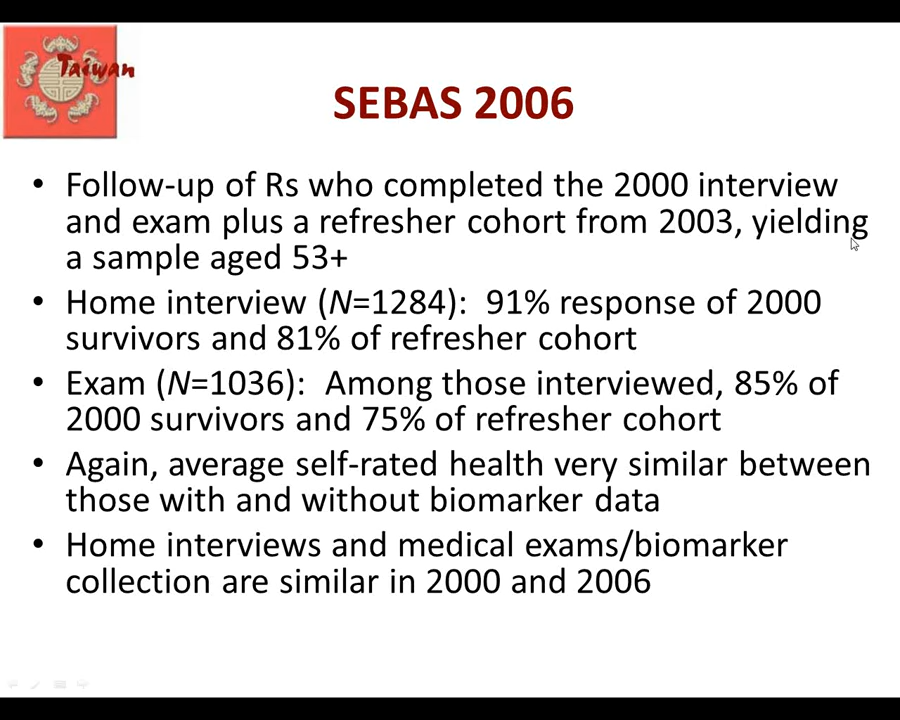 Taiwan
SEBAS 2006
• Follow-up of Rs who completed the 2000 interview
and exam plus a refresher cohort from 2003, yielding
a sample aged 53+
• Home interview (N=1284):  91% response of 2000
survivors and 81% of refresher cohort
• Exam (N=1036):  Among those interviewed, 85% of
2000 survivors and 75% of refresher cohort
• Again, average self-rated health very similar between
those with and without biomarker data
• Home interviews and medical exams/biomarker
collection are similar in 2000 and 2006